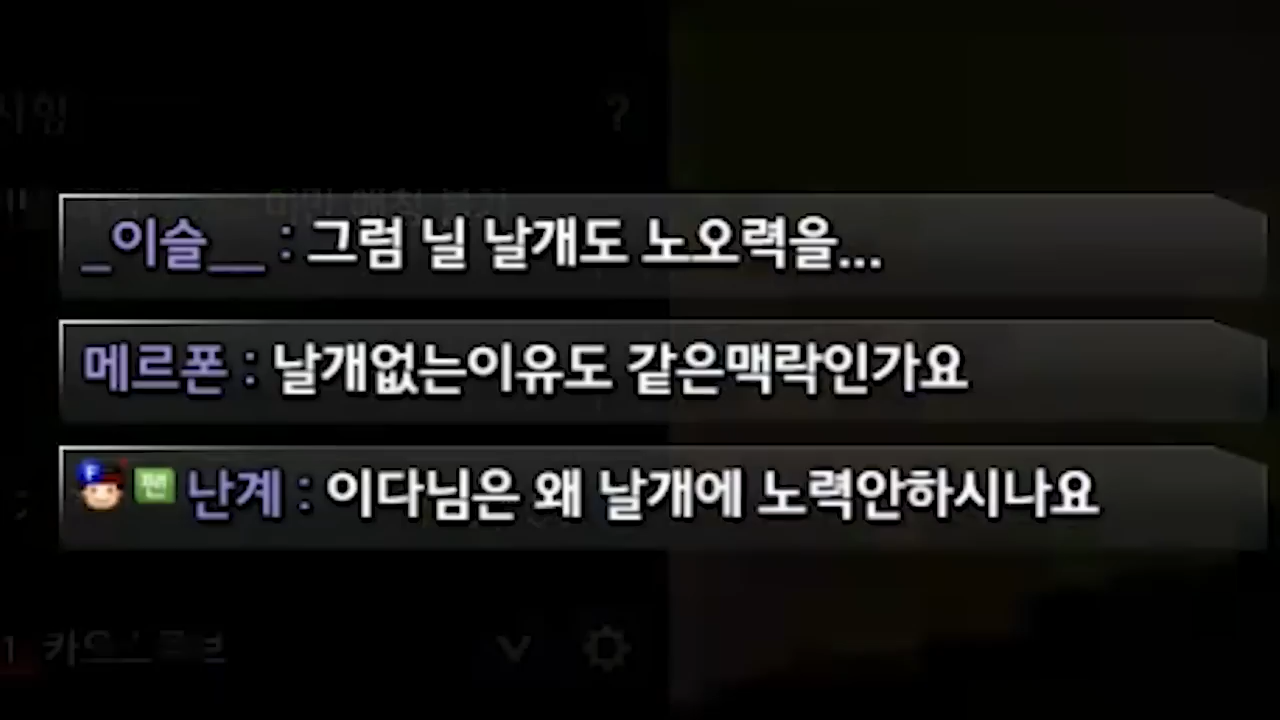 _이슬__ : 그럼 닐 날개도 노오력을...
메르폰 : 날개없는이유도 같은맥락인가요
F 팬 난계 : 이다님은 왜 날개에 노력안하시나요